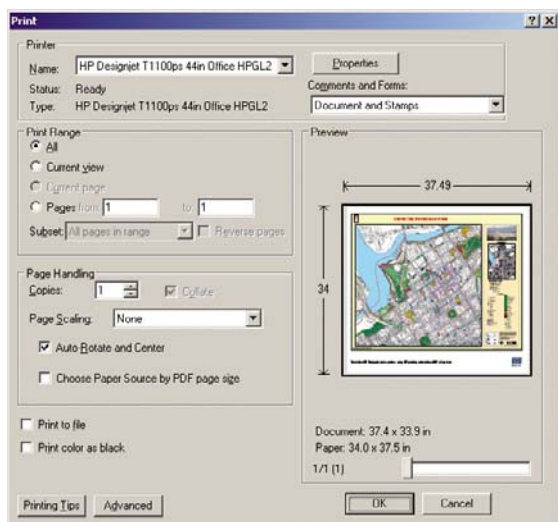 Print
Printer
Name:
HP Designjet T1100ps 44in Office HPGL2
Properties
Status:
Ready
Comments and Forms:
Type:
HP Designjet T1100ps 44in Office HPGL2
Document and Stamps
Print Range
All
Current view
Current page
Pages from: 1 to: 1
Subset: All pages in range
Reverse pages
Page Handling
Copies: 1
Collate
Page Scaling: None
Auto-Rotate and Center
Choose Paper Source by PDF page size
Print to file
Print color as black
Printing Tips
Advanced
Preview
37.49
34
Document: 37.4 x 33.9 in
Paper: 34.0 x 37.5 in
1/1 (1)
OK
Cancel